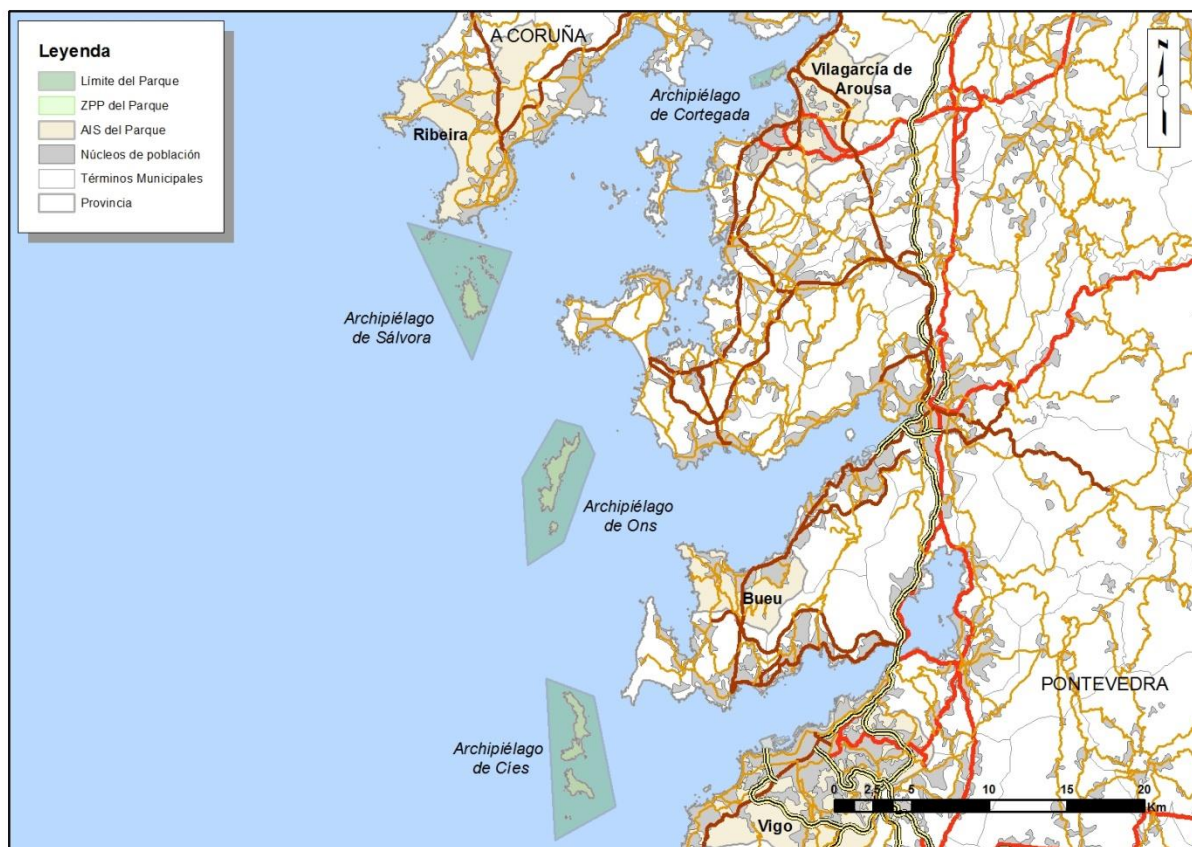 Leyenda
Límite del Parque
ZPP del Parque
AIS del Parque
Núcleos de población
Términos Municipales
Provincia
A CORUÑA
Vilagarcía de
Arousa
Archipiélago
de Cortegada
Ribeira
N
Archipiélago
de Sálvora
Archipiélago
de Ons
Bueu
PONTEVEDRA
Archipiélago
de Cíes
Vigo
0 2,5 5 10 20
Km